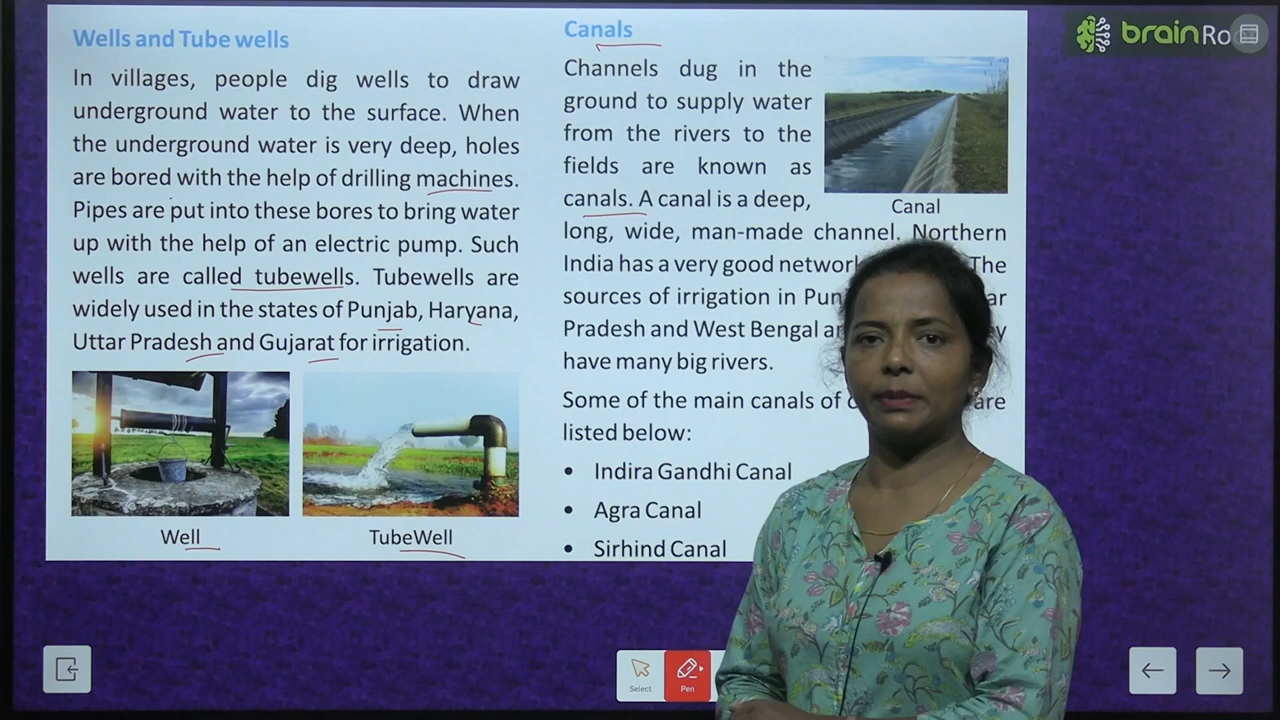 Wells and Tube wells
In villages, people dig wells to draw
underground water to the surface. When
the underground water is very deep, holes
are bored with the help of drilling machines.
Pipes are put into these bores to bring water
up with the help of an electric pump. Such
wells are called tubewells. Tubewells are
widely used in the states of Punjab, Haryana,
Uttar Pradesh and Gujarat for irrigation.
Well
TubeWell
Canals
Channels dug in the
ground to supply water
from the rivers to the
fields are known as
canals. A canal is a deep,
Canal
long, wide, man-made channel. Northern
India has a very good network The
sources of irrigation in
Pradesh and West Bengal
have many big rivers.
Some of the main canals of are
listed below:
• Indira Gandhi Canal
• Agra Canal
• Sirhind Canal
brain
Select
Pen